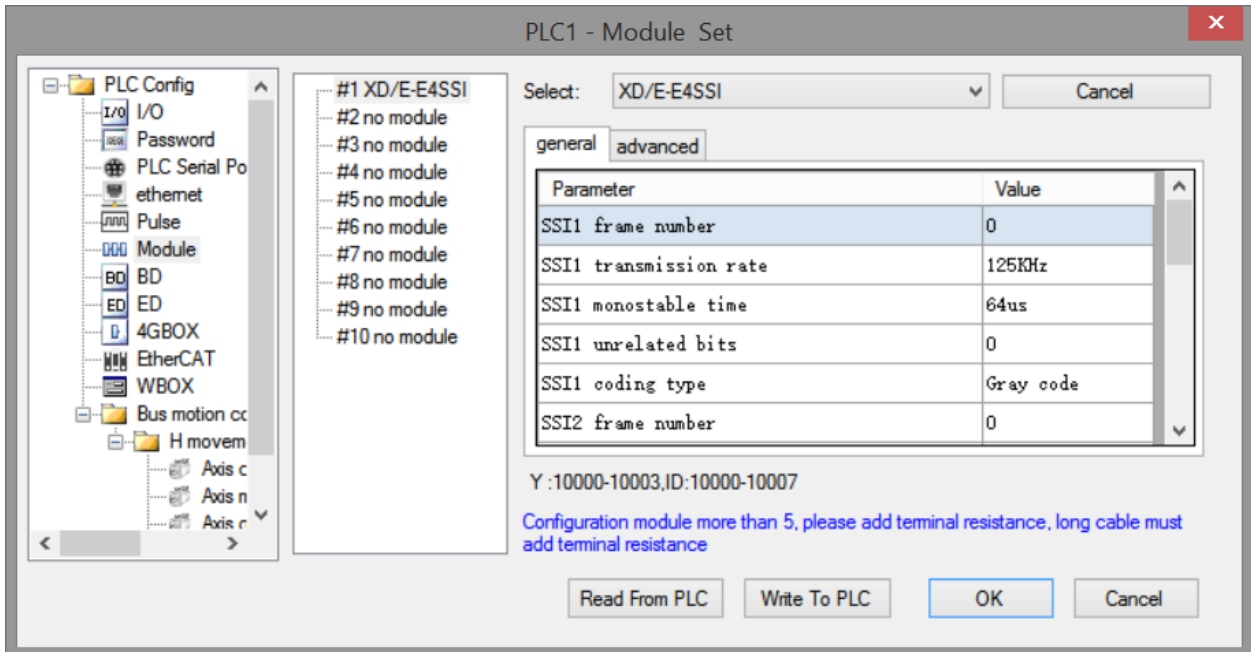 PLC1 - Module Set
PLC Config
I/O I/O
Password
PLC Serial Po
ethernet
Pulse
Module
BD BD
ED ED
4GBOX
EtherCAT
WBOX
Bus motion cc
H movem
Axis c
Axis n
Axis c
#1 XD/E-E4SSI
#2 no module
#3 no module
#4 no module
#5 no module
#6 no module
#7 no module
#8 no module
#9 no module
#10 no module
Select: XD/E-E4SSI Cancel
general advanced
Parameter Value
SSI1 frame number 0
SSI1 transmission rate 125KHz
SSI1 monostable time 64us
SSI1 unrelated bits 0
SSI1 coding type Gray code
SSI2 frame number 0
Y :10000-10003,ID:10000-10007
Configuration module more than 5, please add terminal resistance, long cable must
add terminal resistance
Read From PLC Write To PLC OK Cancel